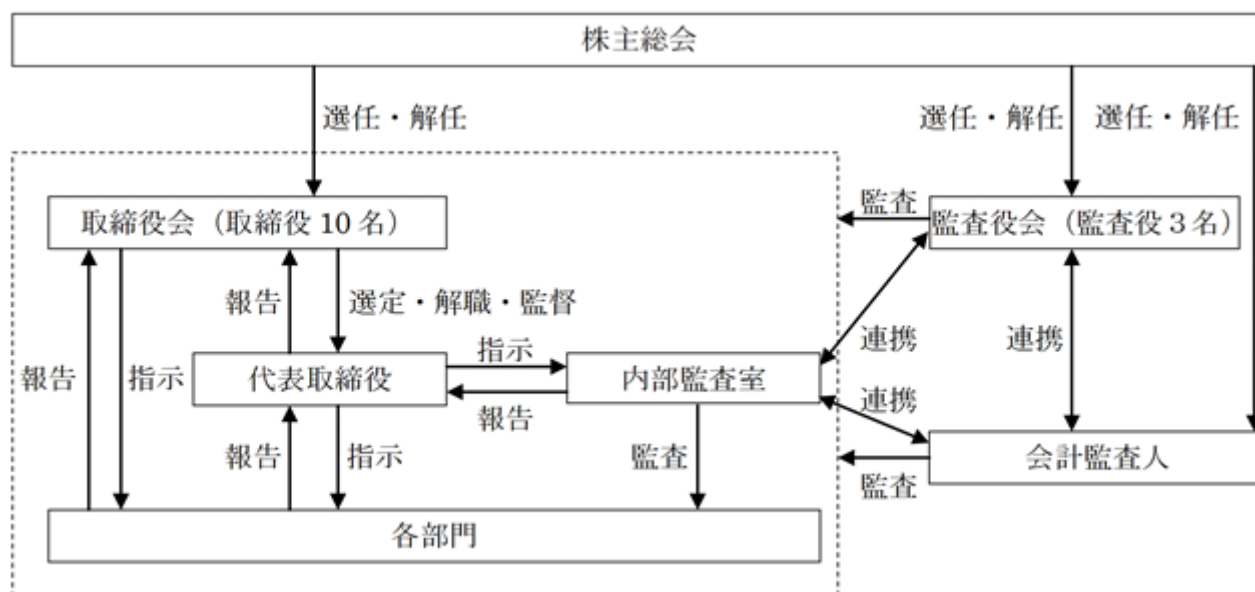 株主総会
選任・解任
選任・解任
選任・解任
取締役会（取締役 10 名）
監査
監査役会（監査役３名）
報告
選定・解職・監督
報告
指示
代表取締役
指示
報告
内部監査室
連携
連携
連携
報告
指示
監査
会計監査人
監査
各部門